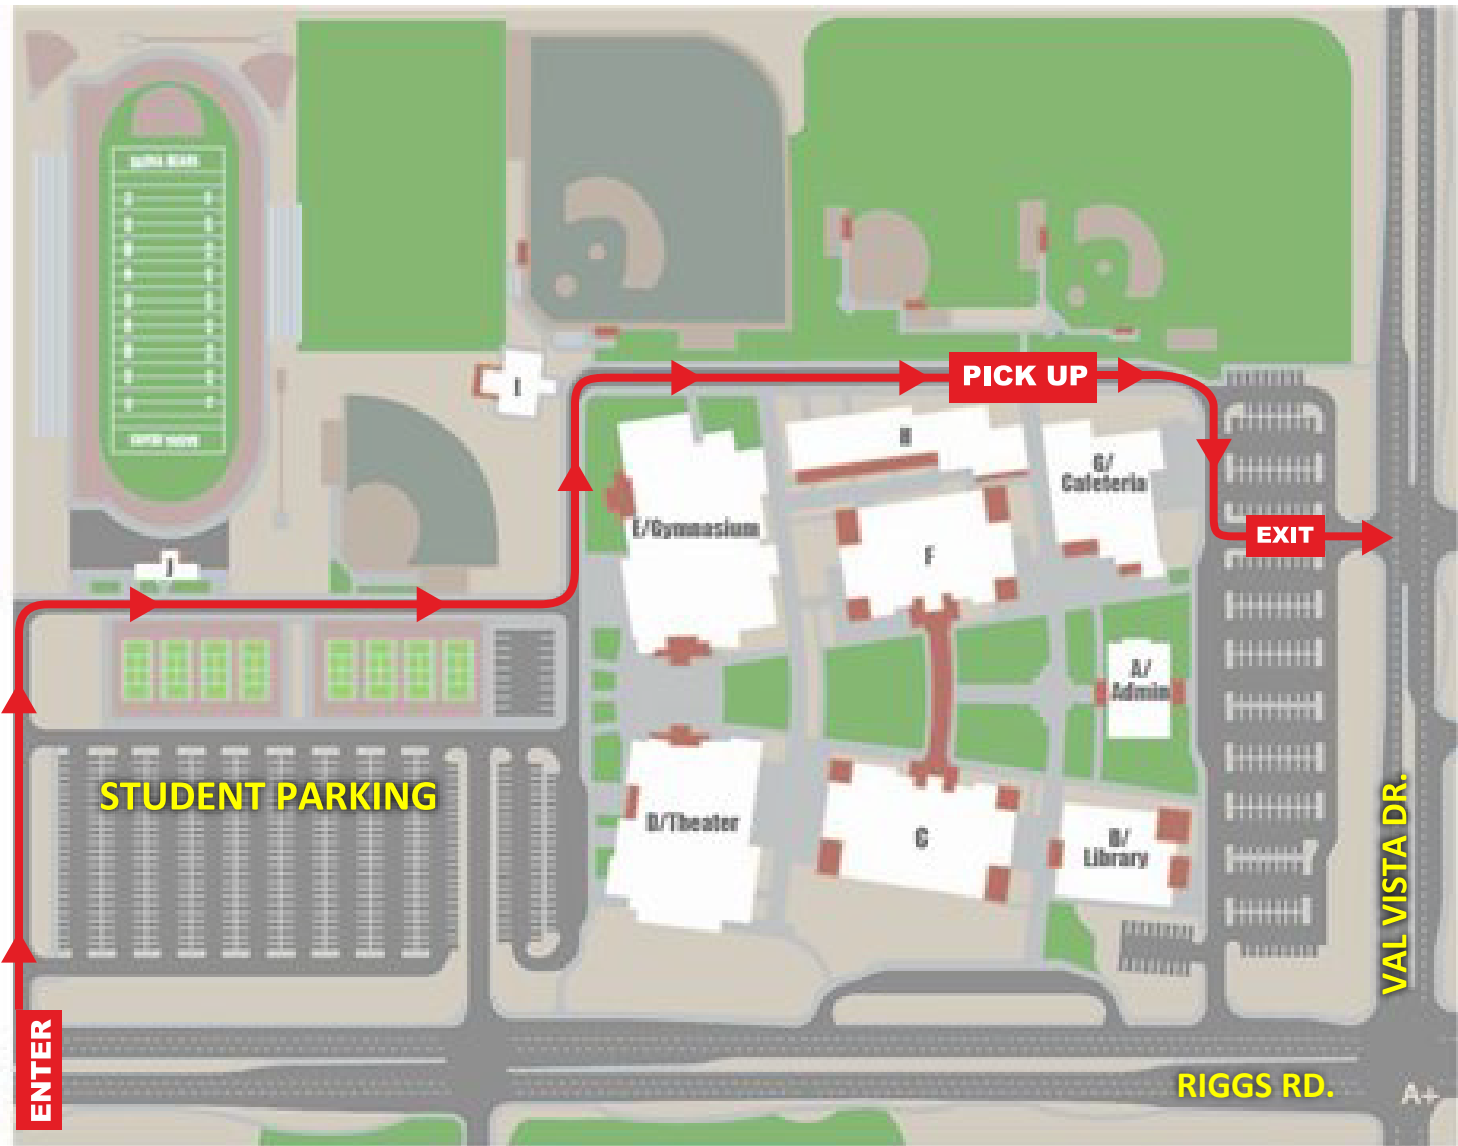 I
PICK UP
H
G/
Cafeteria
E/Gymnasium
EXIT
F
J
A/
Admin
STUDENT PARKING
D/Theater
C
B/
Library
VAL VISTA DR.
ENTER
RIGGS RD.
A+